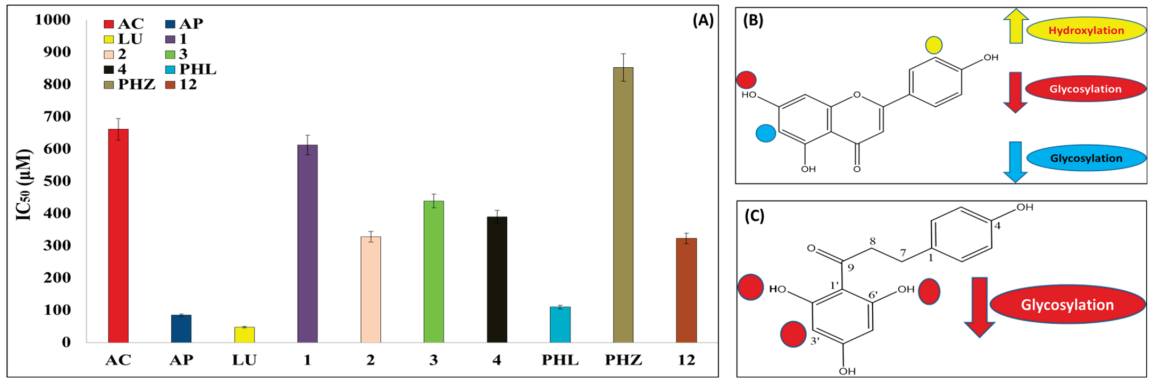 (A)
IC50 (µM)
1000
900
800
700
600
500
400
300
200
100
0
AC AP
LU 1
2 3
4 PHL
PHZ 12
AC AP LU 1 2 3 4 PHL PHZ 12
(B)
Hydroxylation
Glycosylation
Glycosylation
OH
HO
O
OH
O
(C)
OH
4
O
8
7
1
9
1'
HO
6'
OH
3'
OH
Glycosylation